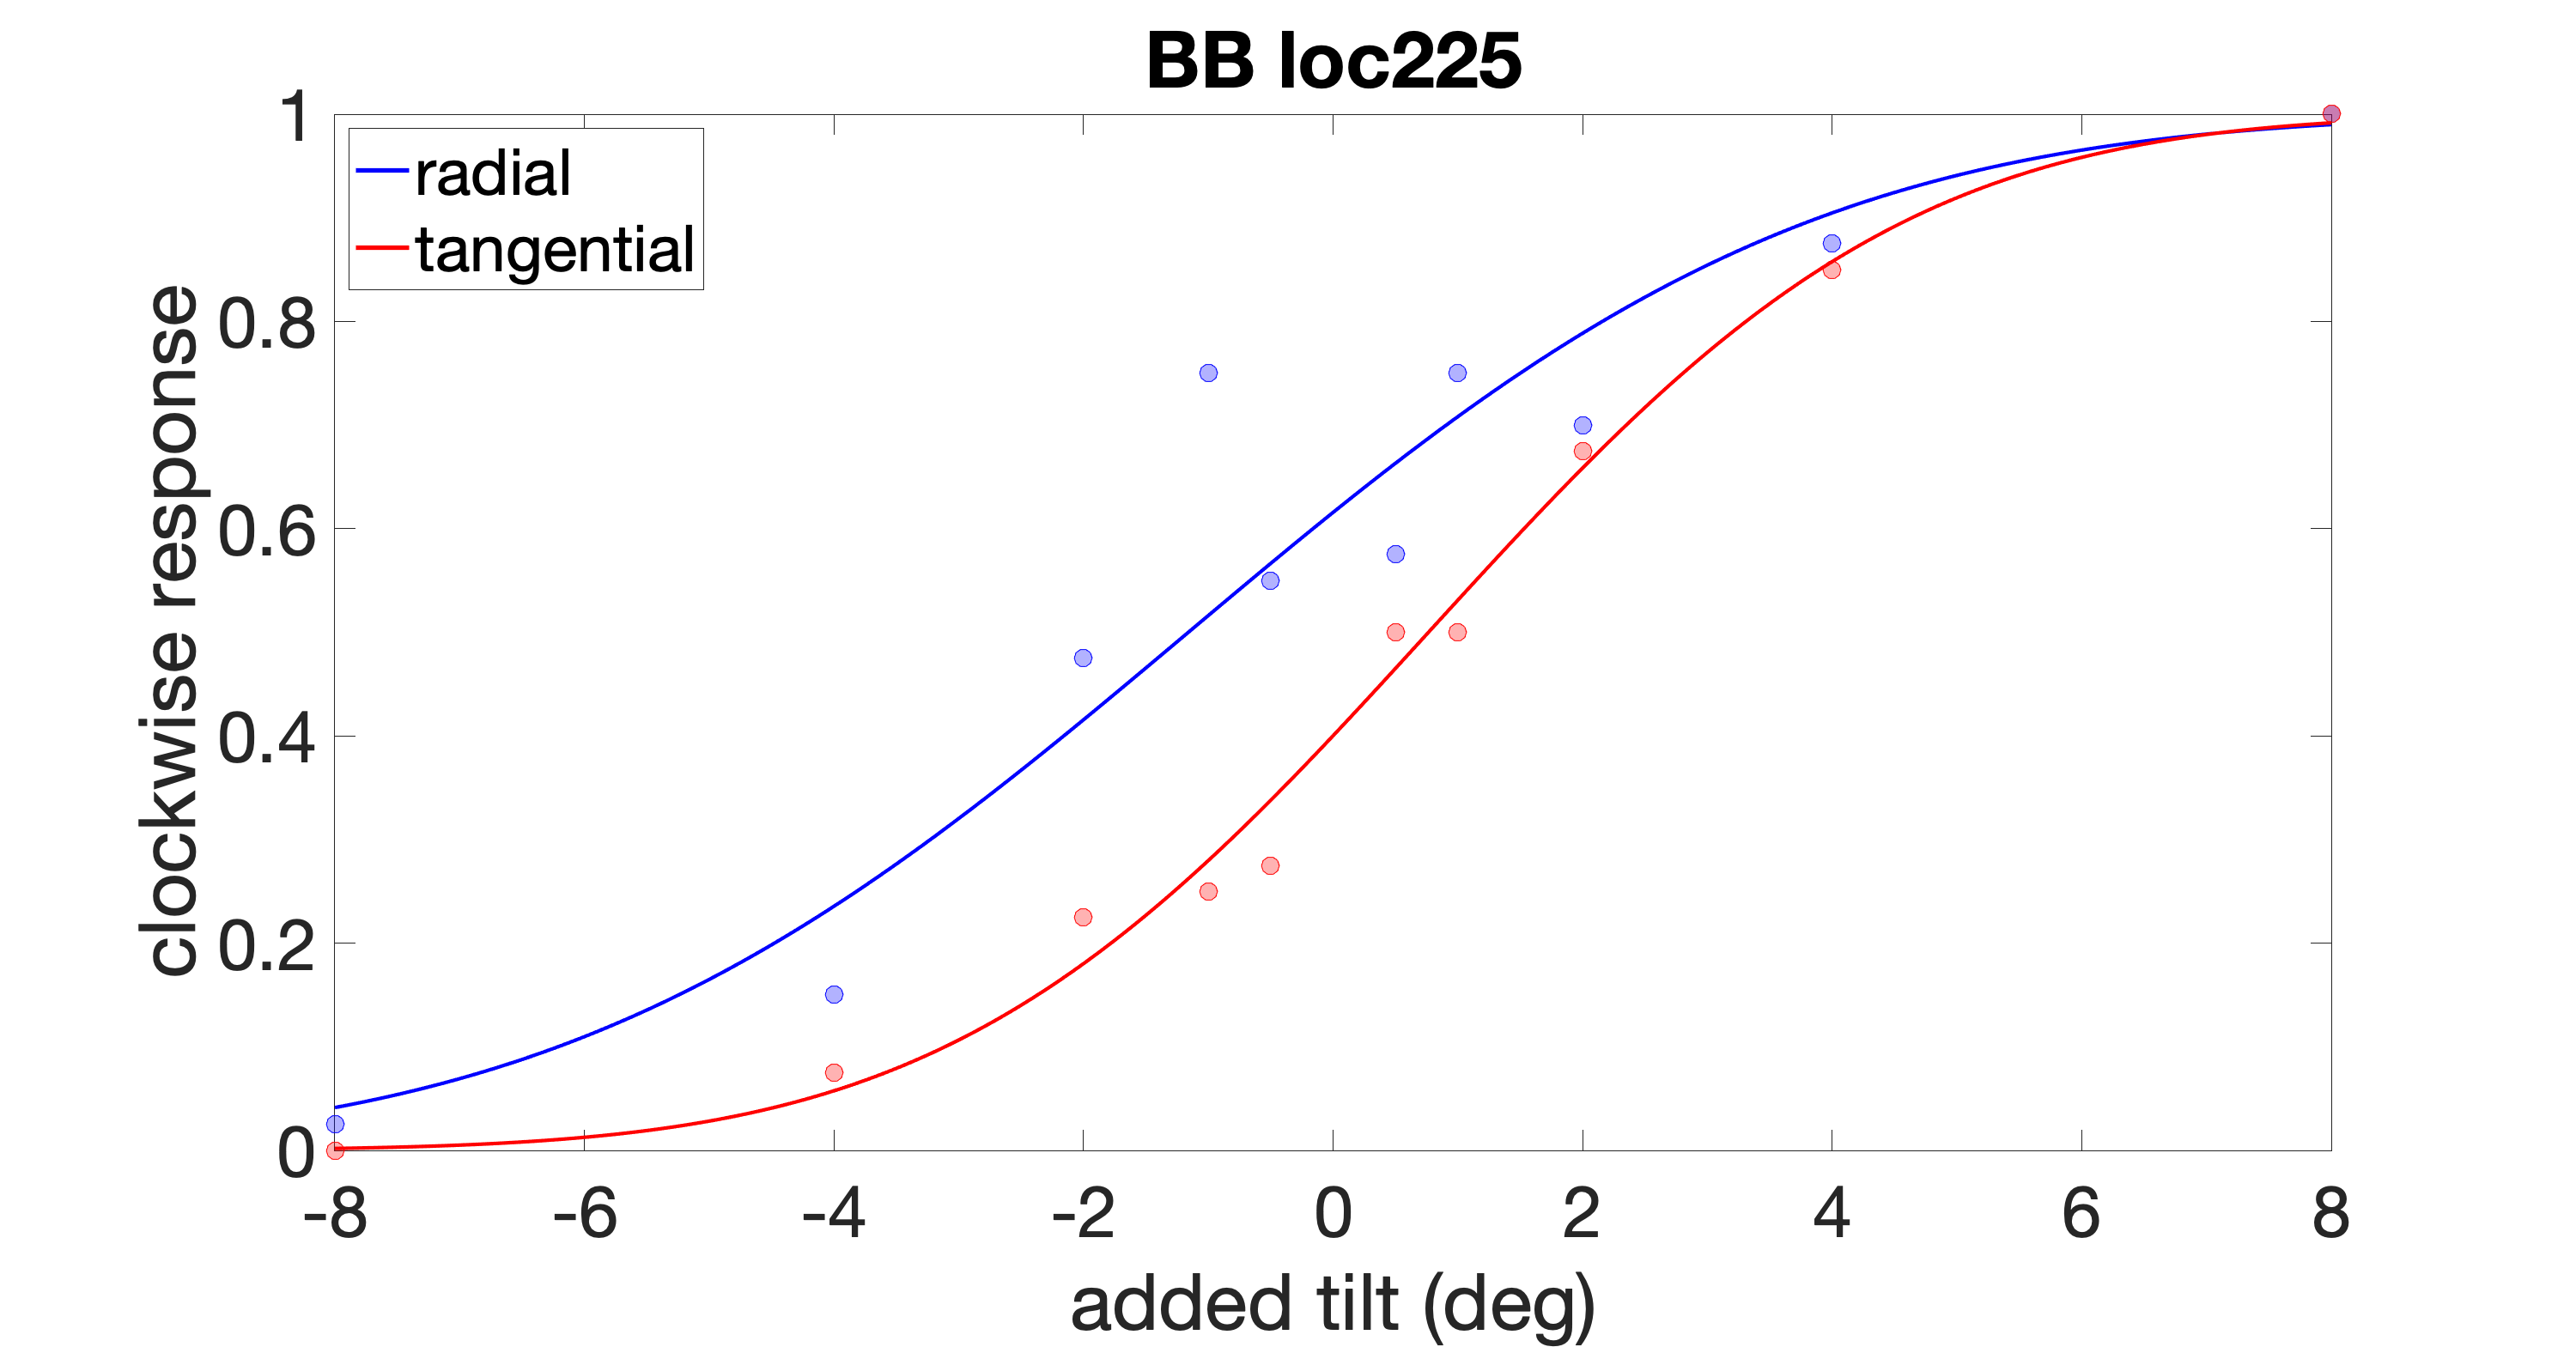 BB loc225
radial
tangential
clockwise response
1
0.8
0.6
0.4
0.2
0
-8 -6 -4 -2 0 2 4 6 8
added tilt (deg)